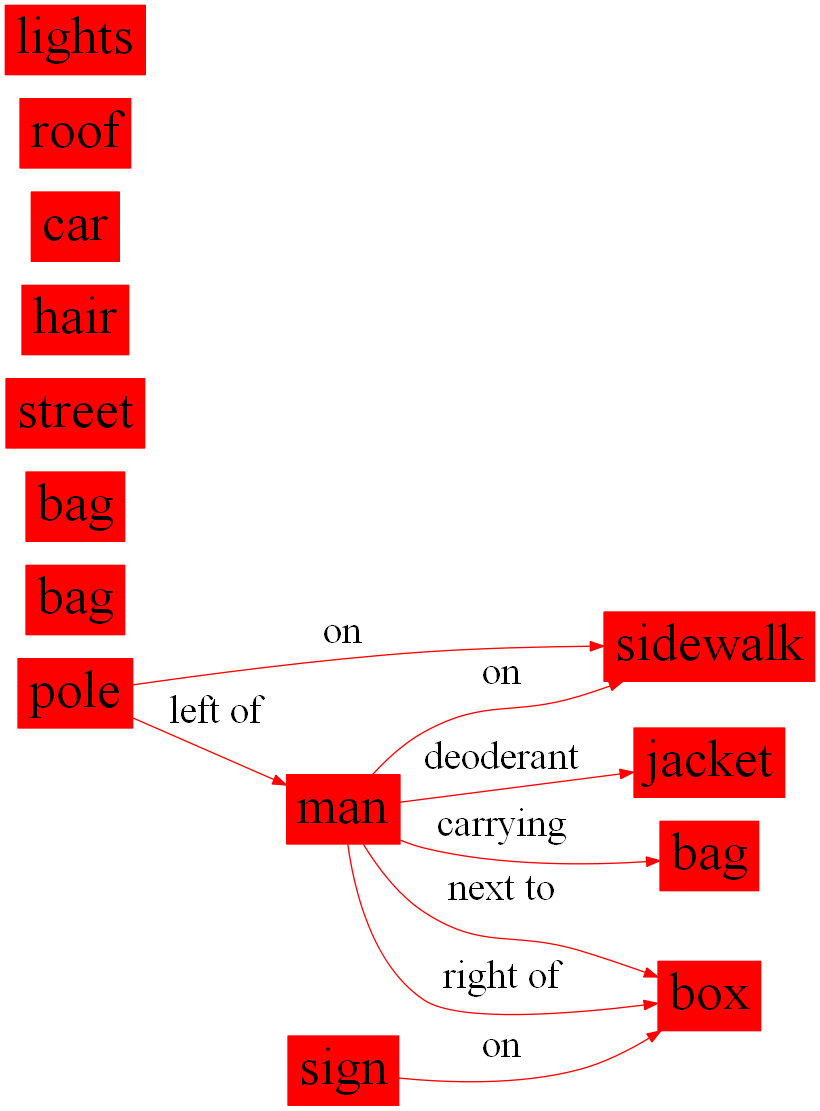 lights
roof
car
hair
street
bag
bag
on
sidewalk
pole
on
left of
deoderant
jacket
man
carrying
bag
next to
right of
box
on
sign